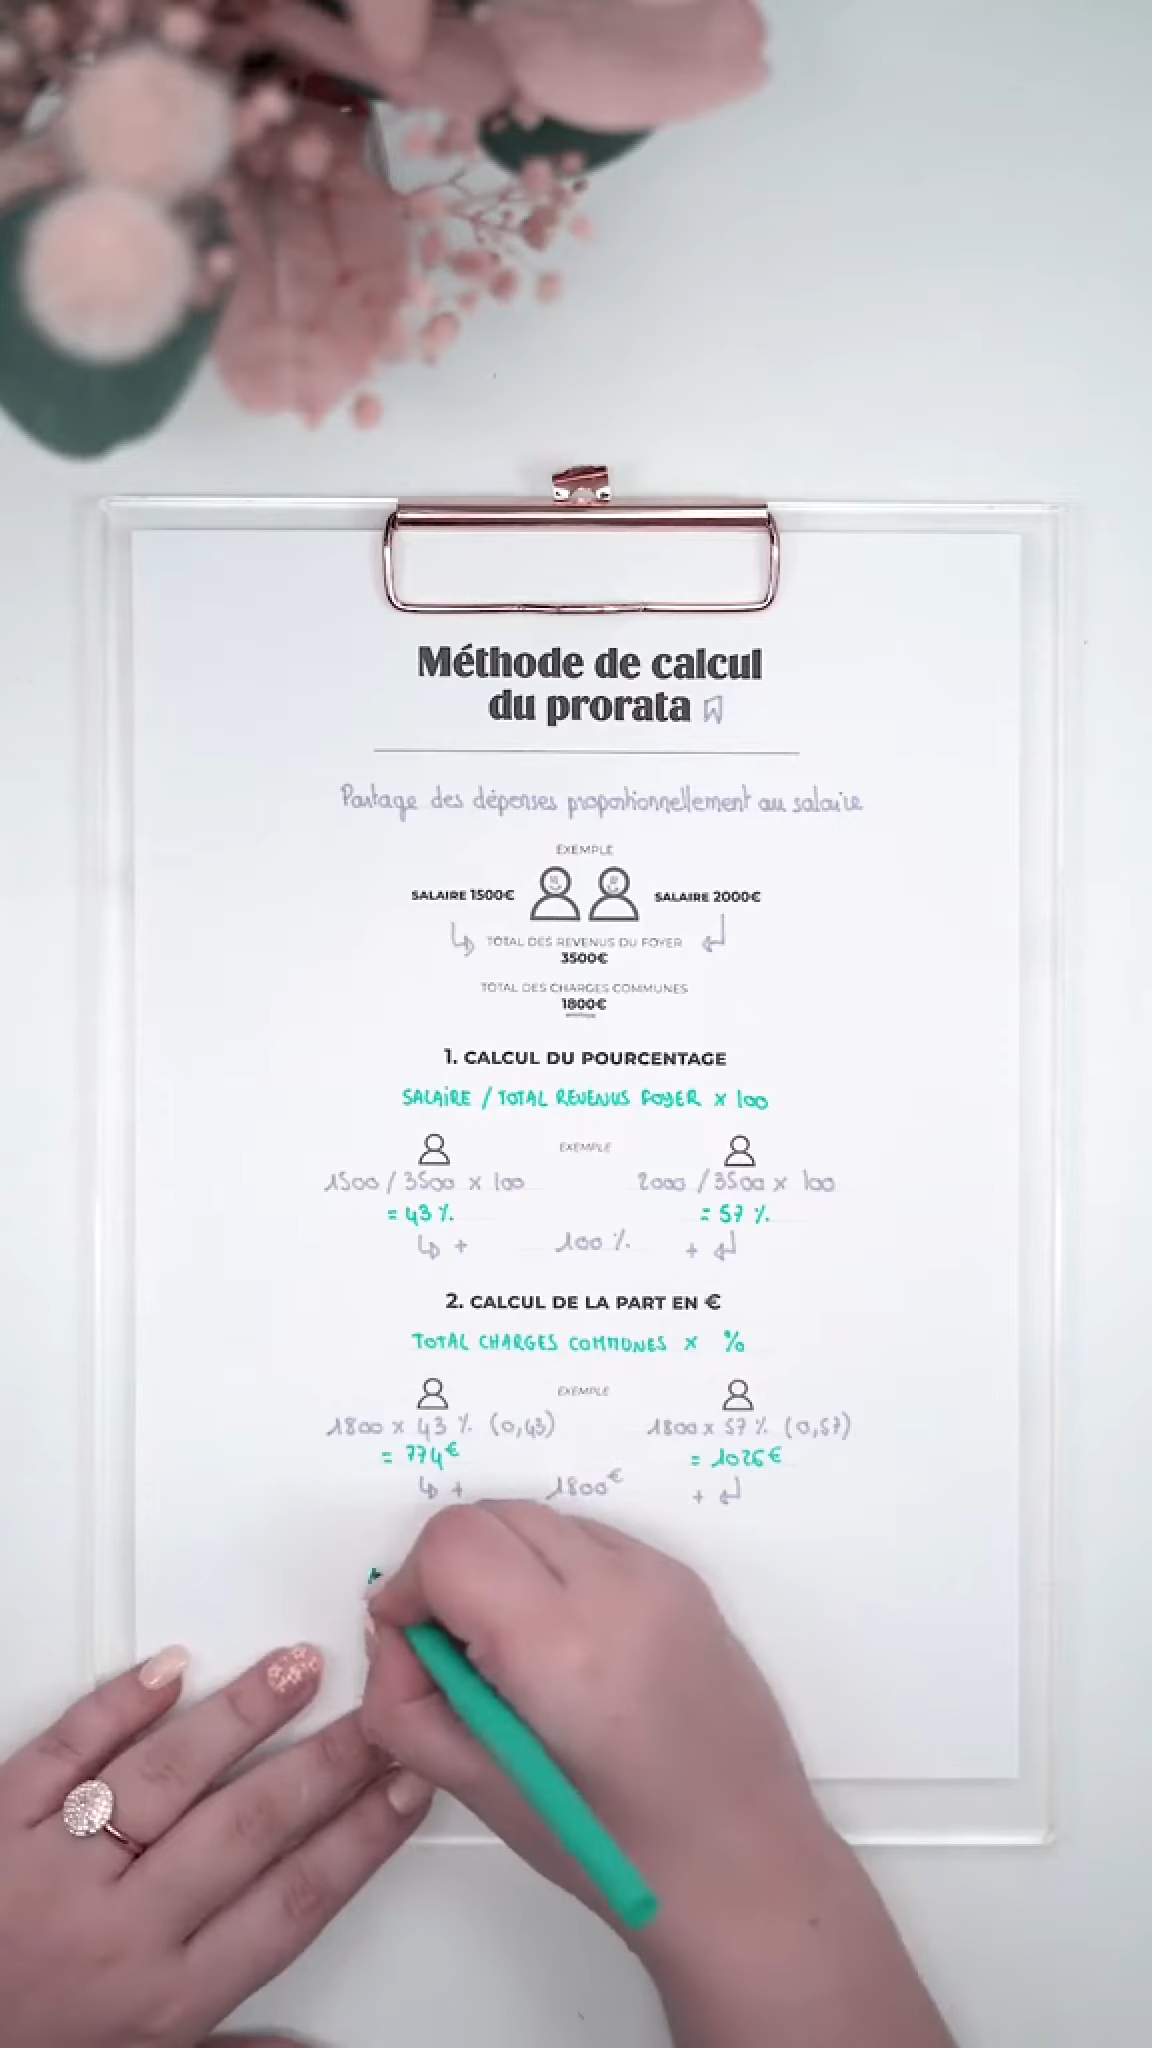 Méthode de calcul
du prorata
Partage des dépenses proportionnellement au salaire
EXEMPLE
SALAIRE 1500€ SALAIRE 2000€
TOTAL DES REVENUS DU FOYER
3500€
TOTAL DES CHARGES COMMUNES
1800€
1. CALCUL DU POURCENTAGE
SALAIRE / TOTAL REVENUS FOYER x 100
EXEMPLE
1500 / 3500 x 100 2000 / 3500 x 100
= 43 % = 57 %
+ 100 % +
2. CALCUL DE LA PART EN €
TOTAL CHARGES COMMUNES x %
EXEMPLE
1800 x 43 % (0,43) 1800 x 57 % (0,57)
= 774€ = 1026€
+ 1800€ +